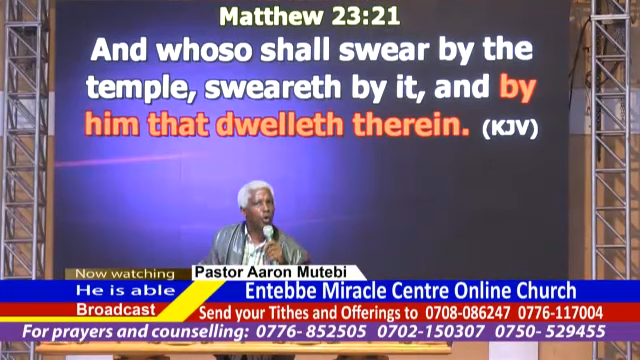 Matthew 23:21
And whoso shall swear by the
temple, sweareth by it, and by
him that dwelleth therein. (KJV)
Now watching
Pastor Aaron Mutebi
He is able
Entebbe Miracle Centre Online Church
Broadcast
Send your Tithes and Offerings to 0708-086247 0776-117004
For prayers and counselling: 0776- 852505 0702-150307 0750- 529455